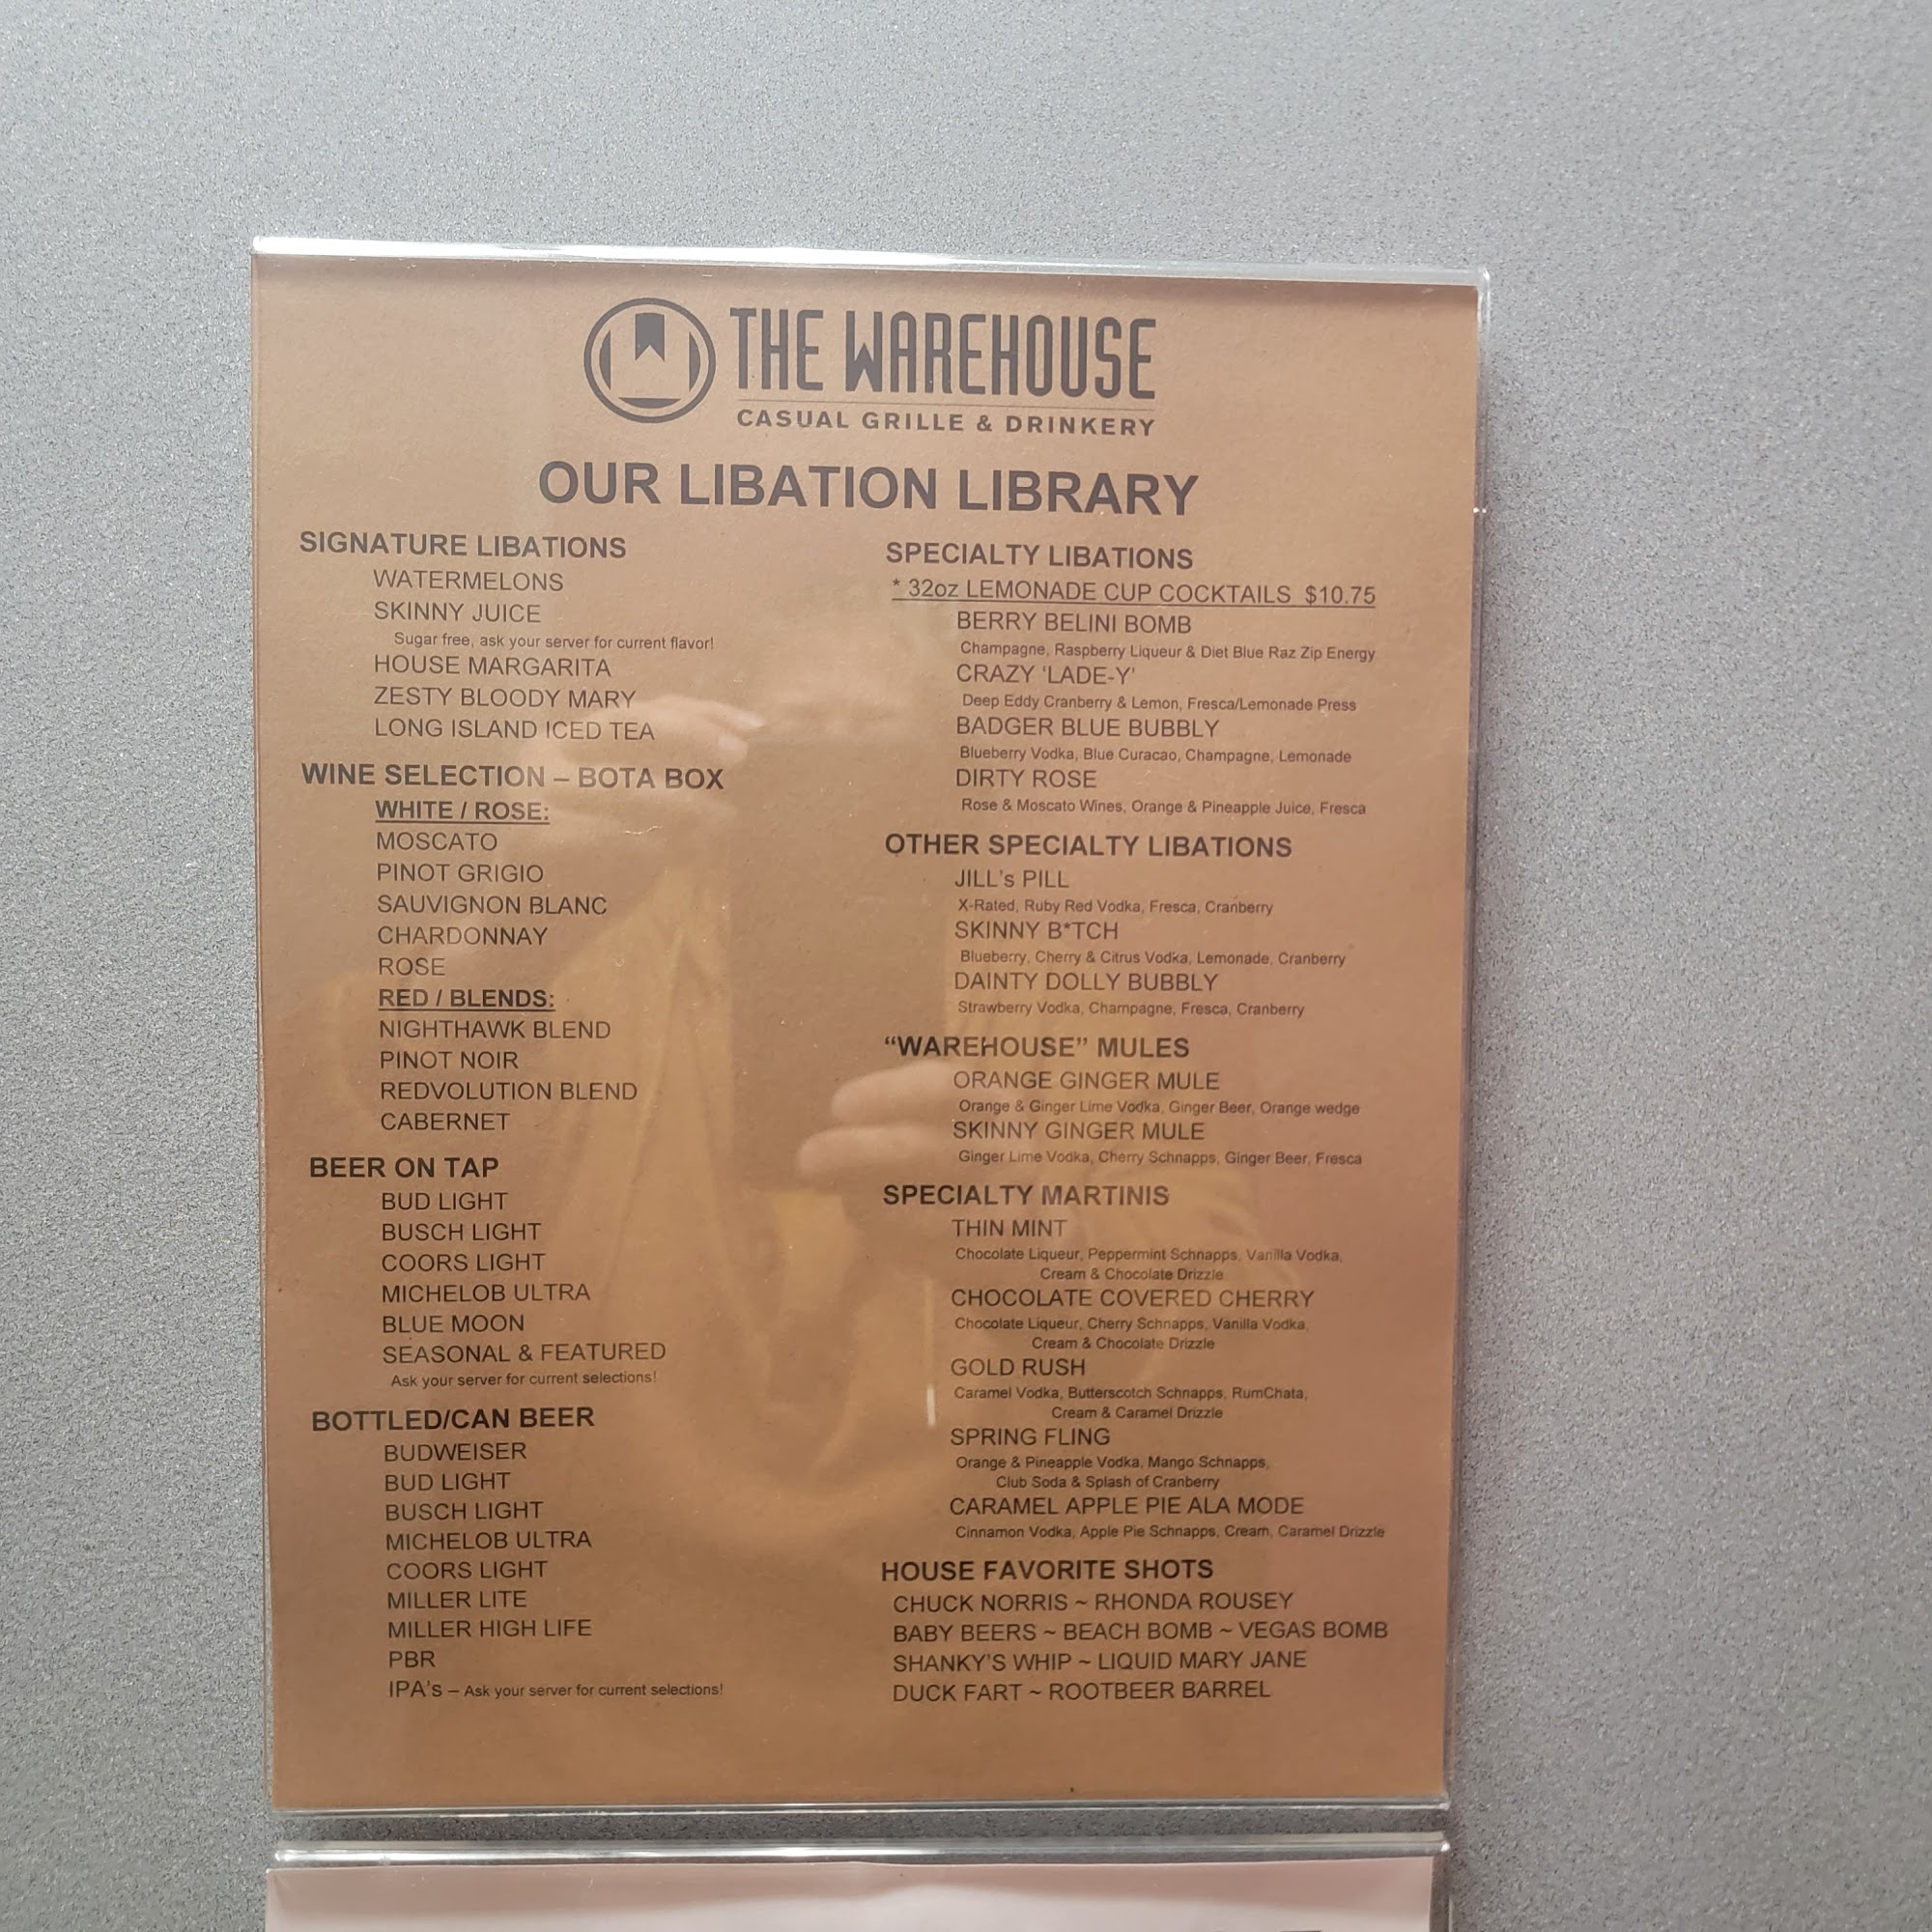 THE WAREHOUSE
CASUAL GRILLE & DRINKERY
OUR LIBATION LIBRARY
SIGNATURE LIBATIONS
WATERMELONS
SKINNY JUICE
Sugar free, ask your server for current flavor!
HOUSE MARGARITA
ZESTY BLOODY MARY
LONG ISLAND ICED TEA
WINE SELECTION – BOTA BOX
WHITE / ROSE:
MOSCATO
PINOT GRIGIO
SAUVIGNON BLANC
CHARDONNAY
ROSE
RED / BLENDS:
NIGHTHAWK BLEND
PINOT NOIR
REDVOLUTION BLEND
CABERNET
BEER ON TAP
BUD LIGHT
BUSCH LIGHT
COORS LIGHT
MICHELOB ULTRA
BLUE MOON
SEASONAL & FEATURED
Ask your server for current selections!
BOTTLED/CAN BEER
BUDWEISER
BUD LIGHT
BUSCH LIGHT
MICHELOB ULTRA
COORS LIGHT
MILLER LITE
MILLER HIGH LIFE
PBR
IPA's – Ask your server for current selections!
SPECIALTY LIBATIONS
* 32oz LEMONADE CUP COCKTAILS $10.75
BERRY BELINI BOMB
Champagne, Raspberry Liqueur & Diet Blue Raz Zip Energy
CRAZY 'LADE-Y'
Deep Eddy Cranberry & Lemon, Fresca/Lemonade Press
BADGER BLUE BUBBLY
Blueberry Vodka, Blue Curacao, Champagne, Lemonade
DIRTY ROSE
Rose & Moscato Wines, Orange & Pineapple Juice, Fresca
OTHER SPECIALTY LIBATIONS
JILL's PILL
X-Rated, Ruby Red Vodka, Fresca, Cranberry
SKINNY B*TCH
Blueberry, Cherry & Citrus Vodka, Lemonade, Cranberry
DAINTY DOLLY BUBBLY
Strawberry Vodka, Champagne, Fresca, Cranberry
“WAREHOUSE” MULES
ORANGE GINGER MULE
Orange & Ginger Lime Vodka, Ginger Beer, Orange wedge
SKINNY GINGER MULE
Ginger Lime Vodka, Cherry Schnapps, Ginger Beer, Fresca
SPECIALTY MARTINIS
THIN MINT
Chocolate Liqueur, Peppermint Schnapps, Vanilla Vodka,
Cream & Chocolate Drizzle
CHOCOLATE COVERED CHERRY
Chocolate Liqueur, Cherry Schnapps, Vanilla Vodka,
Cream & Chocolate Drizzle
GOLD RUSH
Caramel Vodka, Butterscotch Schnapps, RumChata,
Cream & Caramel Drizzle
SPRING FLING
Orange & Pineapple Vodka, Mango Schnapps,
Club Soda & Splash of Cranberry
CARAMEL APPLE PIE ALA MODE
Cinnamon Vodka, Apple Pie Schnapps, Cream, Caramel Drizzle
HOUSE FAVORITE SHOTS
CHUCK NORRIS ~ RHONDA ROUSEY
BABY BEERS ~ BEACH BOMB ~ VEGAS BOMB
SHANKY'S WHIP ~ LIQUID MARY JANE
DUCK FART ~ ROOTBEER BARREL